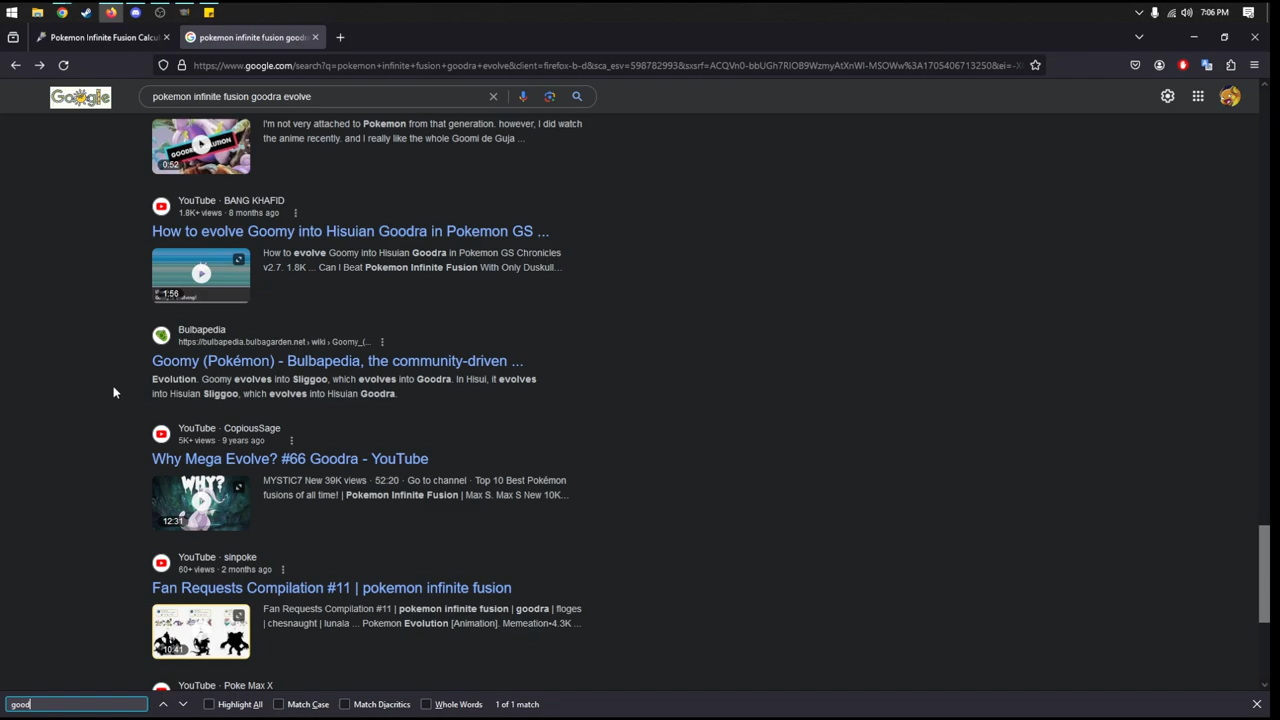 7:06 PM
Pokemon Infinite Fusion Calcu
pokemon infinite fusion goodr
https://www.google.com/search?q=pokemon+infinite+fusion+goodra+evolve&client=firefox-b-d&sca_esv=598782993&sxsrf=ACQVn0-bbUGh7RIO89WzmyAtXnWI-MSOWw%3A1705406713250&ei=-X
Google
pokemon infinite fusion goodra evolve
I'm not very attached to Pokemon from that generation. however, I did watch
the anime recently. and I really like the whole Goomi de Guja ...
0:52
YouTube · BANG KHAFID
1.8K+ views · 8 months ago
How to evolve Goomy into Hisuian Goodra in Pokemon GS ...
How to evolve Goomy into Hisuian Goodra in Pokemon GS Chronicles
v2.7. 1.8K ... Can I Beat Pokemon Infinite Fusion With Only Duskull...
1:56
Bulbapedia
https://bulbapedia.bulbagarden.net › wiki › Goomy_(...
Goomy (Pokémon) - Bulbapedia, the community-driven ...
Evolution. Goomy evolves into Sliggoo, which evolves into Goodra. In Hisui, it evolves
into Hisuian Sliggoo, which evolves into Hisuian Goodra.
YouTube · CopiousSage
5K+ views · 9 years ago
Why Mega Evolve? #66 Goodra - YouTube
WHY?
MYSTIC7 New 39K views · 52:20 · Go to channel · Top 10 Best Pokémon
fusions of all time! | Pokemon Infinite Fusion | Max S. Max S New 10K...
12:31
YouTube · sinpoke
60+ views · 2 months ago
Fan Requests Compilation #11 | pokemon infinite fusion
Fan Requests Compilation #11 | pokemon infinite fusion | goodra | floges
| chesnaught | lunala ... Pokemon Evolution [Animation]. Memeation•4.3K ...
10:41
YouTube · Poke Max X
good
Highlight All
Match Case
Match Diacritics
Whole Words
1 of 1 match